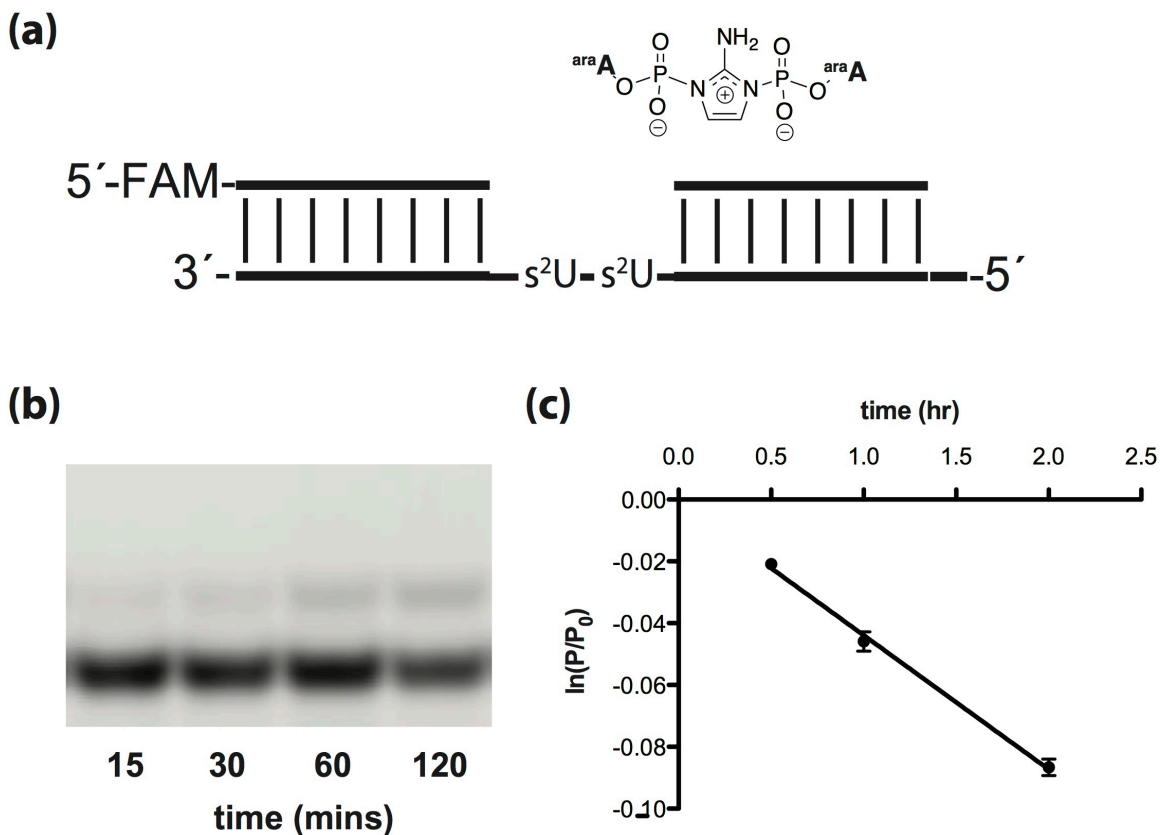 (a)
NH₂
O O
araA P P araA
O N N O
O + O
− −
5´-FAM-
3´- s²U- s²U -5´
(b)
15 30 60 120
time (mins)
(c)
time (hr)
0.0 0.5 1.0 1.5 2.0 2.5
0.00
-0.02
-0.04
-0.06
-0.08
-0.10
ln(P/P₀)